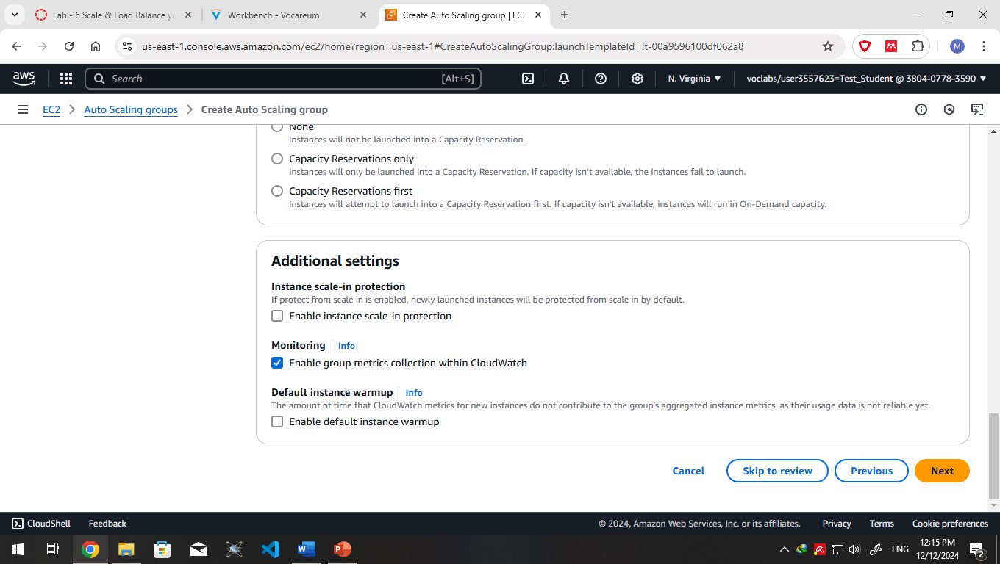 Lab - 6 Scale & Load Balance yo
Workbench - Vocareum
Create Auto Scaling group | EC2
us-east-1.console.aws.amazon.com/ec2/home?region=us-east-1#CreateAutoScalingGroup:launchTemplateId=lt-00a9596100df062a8
M
aws
Search
[Alt+S]
N. Virginia
voclabs/user3557623=Test_Student @ 3804-0778-3590
EC2
Auto Scaling groups
Create Auto Scaling group
None
Instances will not be launched into a Capacity Reservation.
Capacity Reservations only
Instances will only be launched into a Capacity Reservation. If capacity isn't available, the instances fail to launch.
Capacity Reservations first
Instances will attempt to launch into a Capacity Reservation first. If capacity isn't available, instances will run in On-Demand capacity.
Additional settings
Instance scale-in protection
If protect from scale in is enabled, newly launched instances will be protected from scale in by default.
Enable instance scale-in protection
Monitoring
Info
Enable group metrics collection within CloudWatch
Default instance warmup
Info
The amount of time that CloudWatch metrics for new instances do not contribute to the group's aggregated instance metrics, as their usage data is not reliable yet.
Enable default instance warmup
Cancel
Skip to review
Previous
Next
CloudShell
Feedback
© 2024, Amazon Web Services, Inc. or its affiliates.
Privacy
Terms
Cookie preferences
ENG
12:15 PM
12/12/2024
2